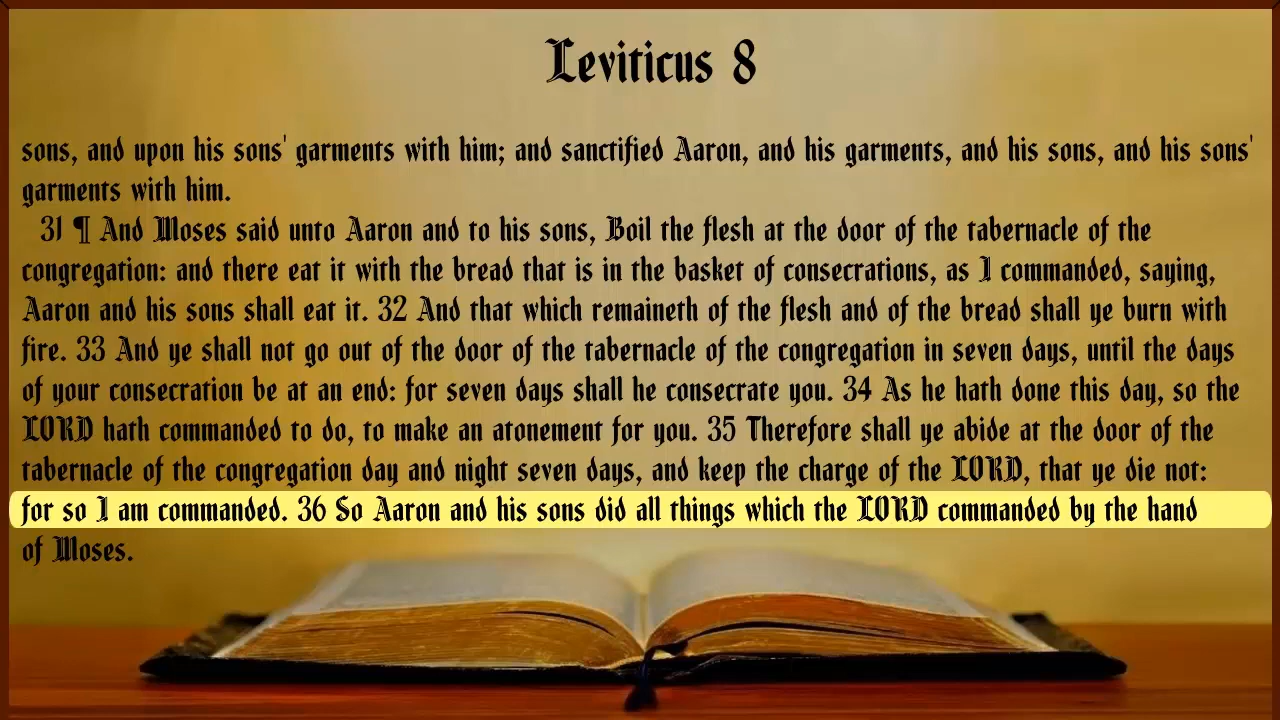 Leviticus 8
sons, and upon his sons' garments with him; and sanctified Aaron, and his garments, and his sons, and his sons'
garments with him.
31 ¶ And Moses said unto Aaron and to his sons, Boil the flesh at the door of the tabernacle of the
congregation: and there eat it with the bread that is in the basket of consecrations, as I commanded, saying,
Aaron and his sons shall eat it. 32 And that which remaineth of the flesh and of the bread shall ye burn with
fire. 33 And ye shall not go out of the door of the tabernacle of the congregation in seven days, until the days
of your consecration be at an end: for seven days shall he consecrate you. 34 As he hath done this day, so the
LORD hath commanded to do, to make an atonement for you. 35 Therefore shall ye abide at the door of the
tabernacle of the congregation day and night seven days, and keep the charge of the LORD, that ye die not:
for so I am commanded. 36 So Aaron and his sons did all things which the LORD commanded by the hand
of Moses.